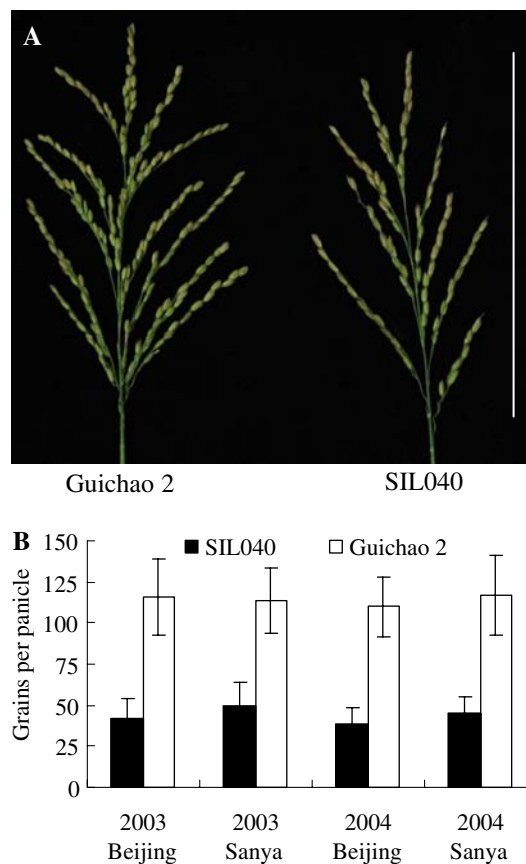 A
Guichao 2 SIL040
B
SIL040 Guichao 2
Grains per panicle
150
125
100
75
50
25
0
2003 2003 2004 2004
Beijing Sanya Beijing Sanya